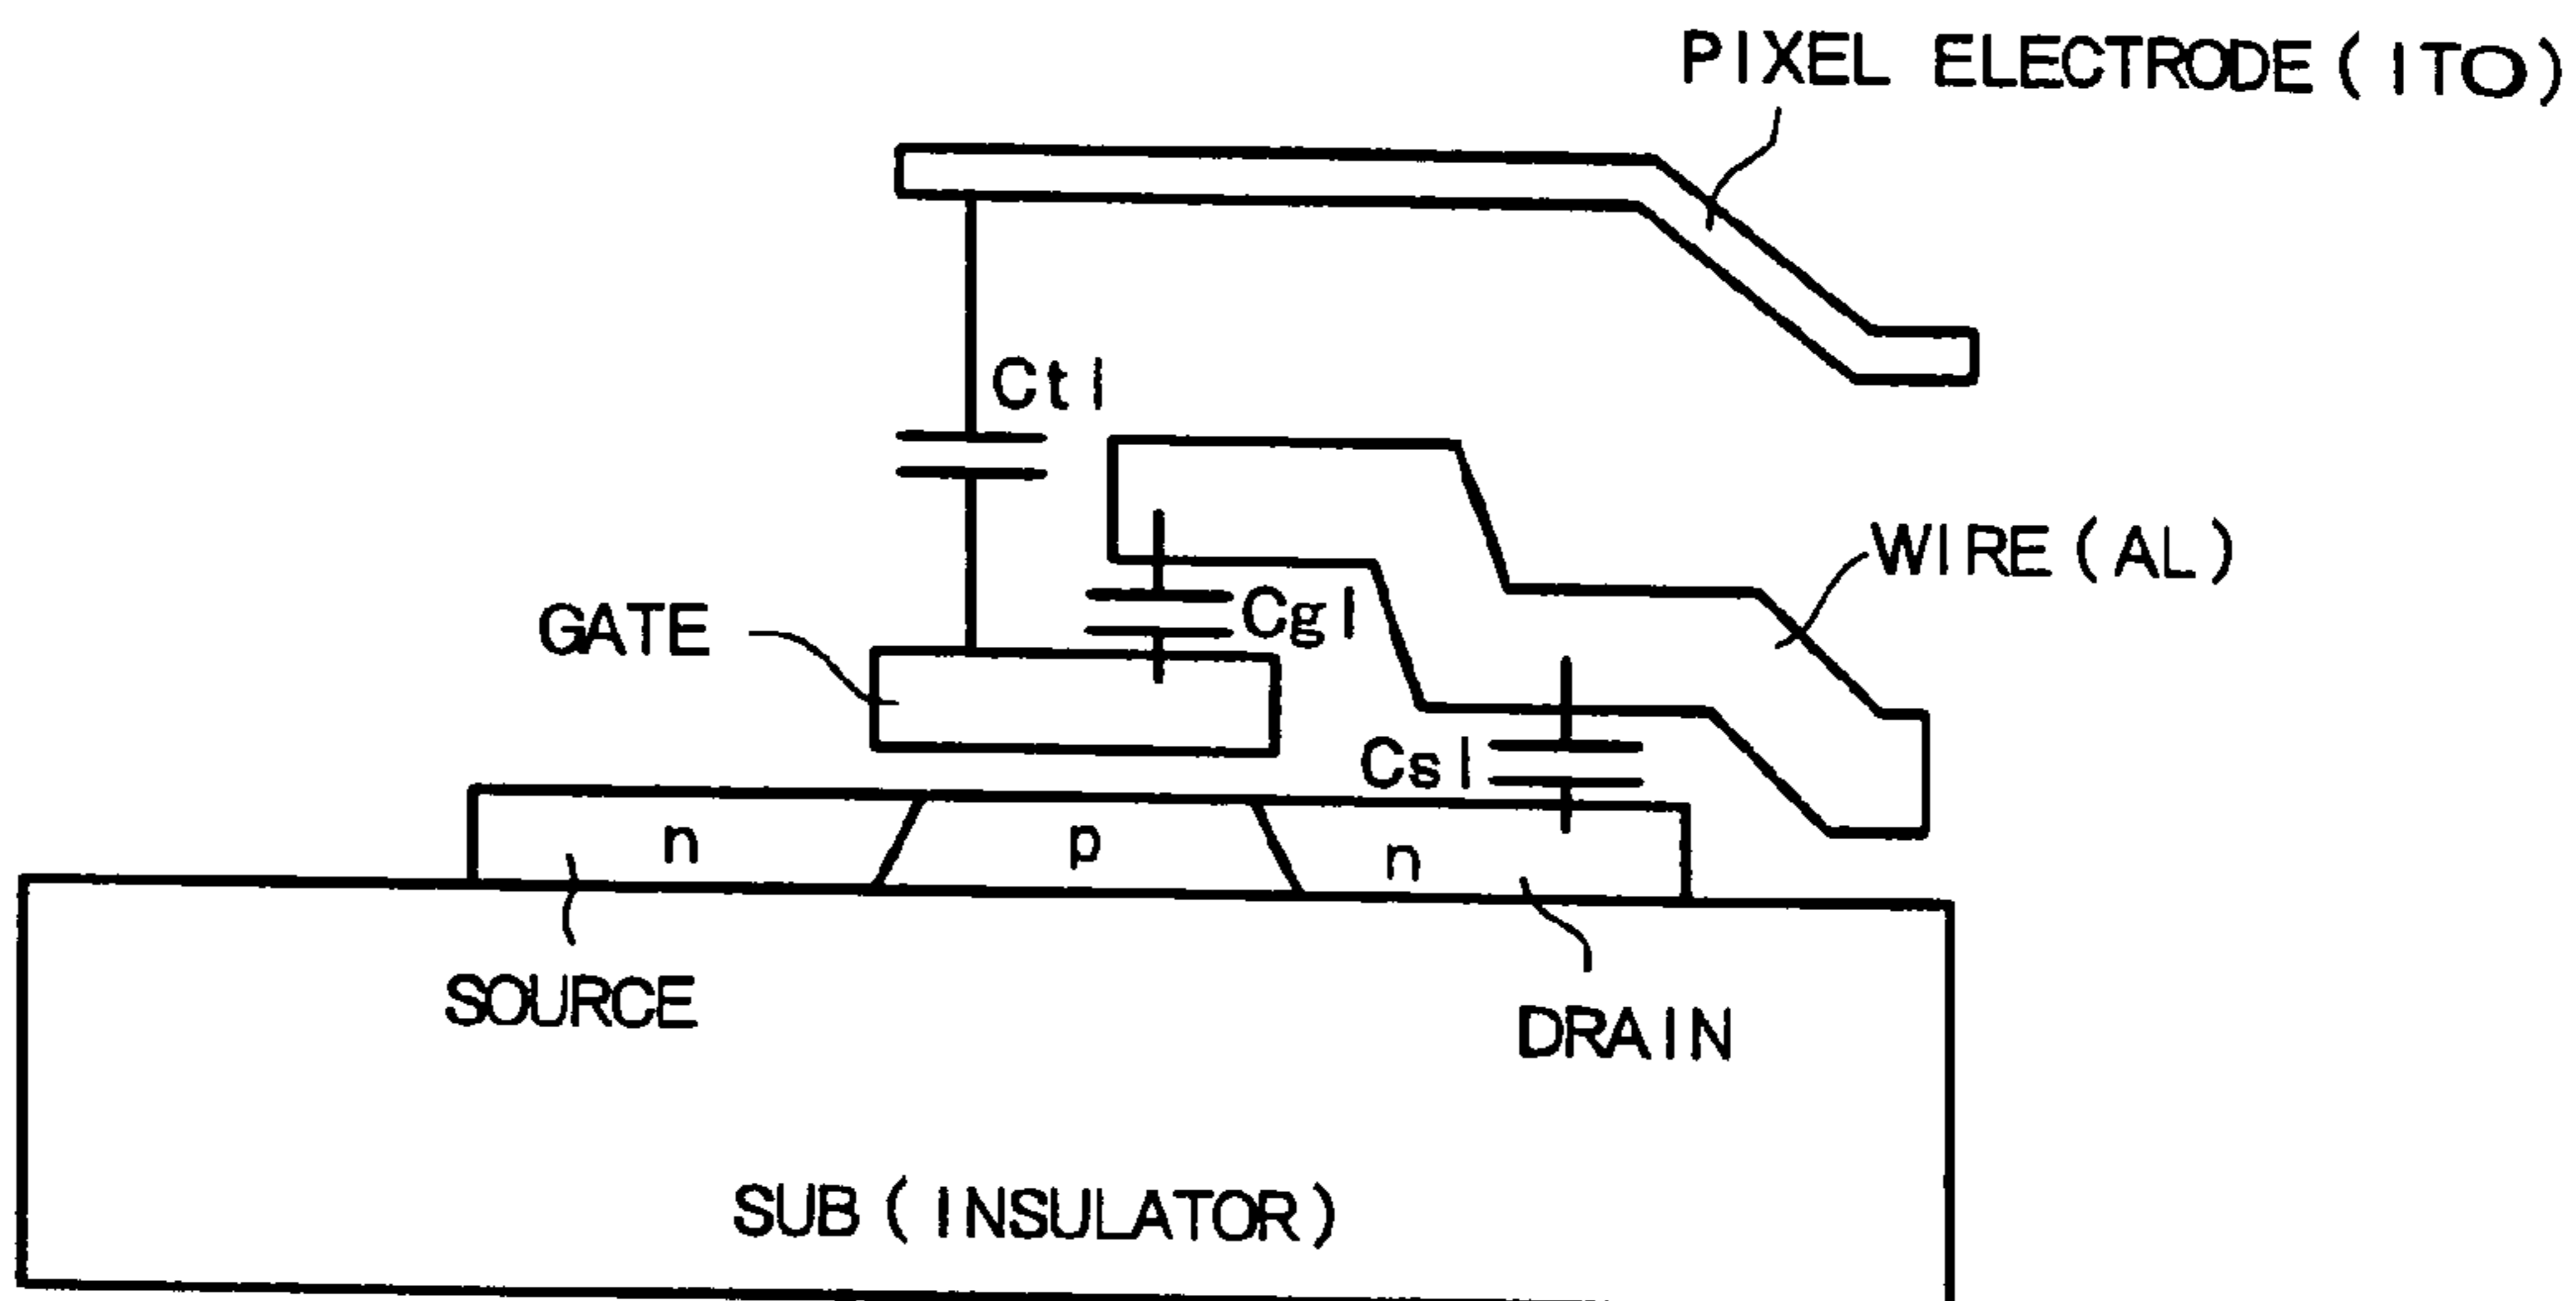 PIXEL ELECTRODE(ITO)
Ctl
WIRE(AL)
GATE
Cgl
Csl
n
p
n
SOURCE
DRAIN
SUB(INSULATOR)